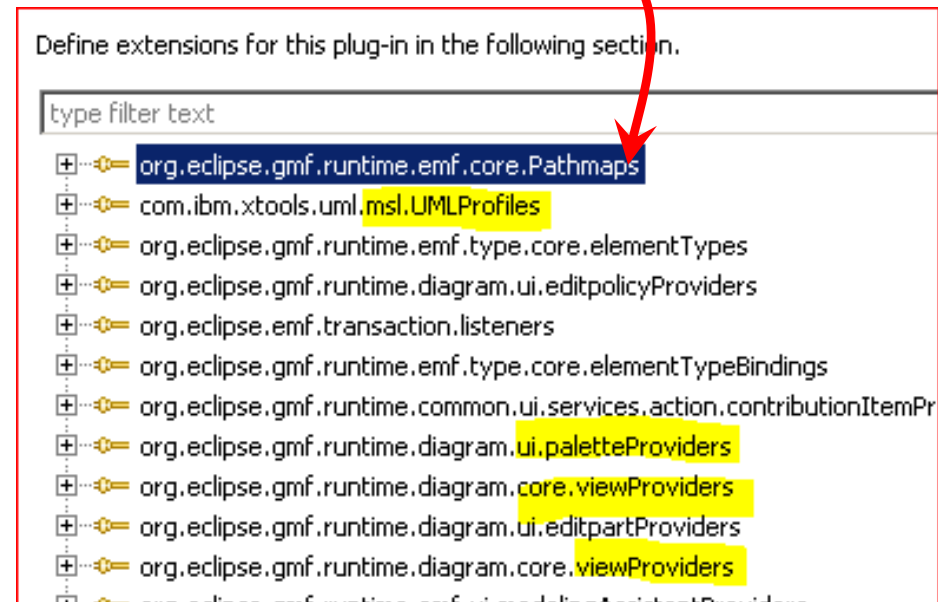 Define extensions for this plug-in in the following section.
type filter text
org.eclipse.gmf.runtime.emf.core.Pathmaps
com.ibm.xtools.uml.msl.UMLProfiles
org.eclipse.gmf.runtime.emf.type.core.elementTypes
org.eclipse.gmf.runtime.diagram.ui.editpolicyProviders
org.eclipse.emf.transaction.listeners
org.eclipse.gmf.runtime.emf.type.core.elementTypeBindings
org.eclipse.gmf.runtime.common.ui.services.action.contributionItemPr
org.eclipse.gmf.runtime.diagram.ui.paletteProviders
org.eclipse.gmf.runtime.diagram.core.viewProviders
org.eclipse.gmf.runtime.diagram.ui.editpartProviders
org.eclipse.gmf.runtime.diagram.core.viewProviders